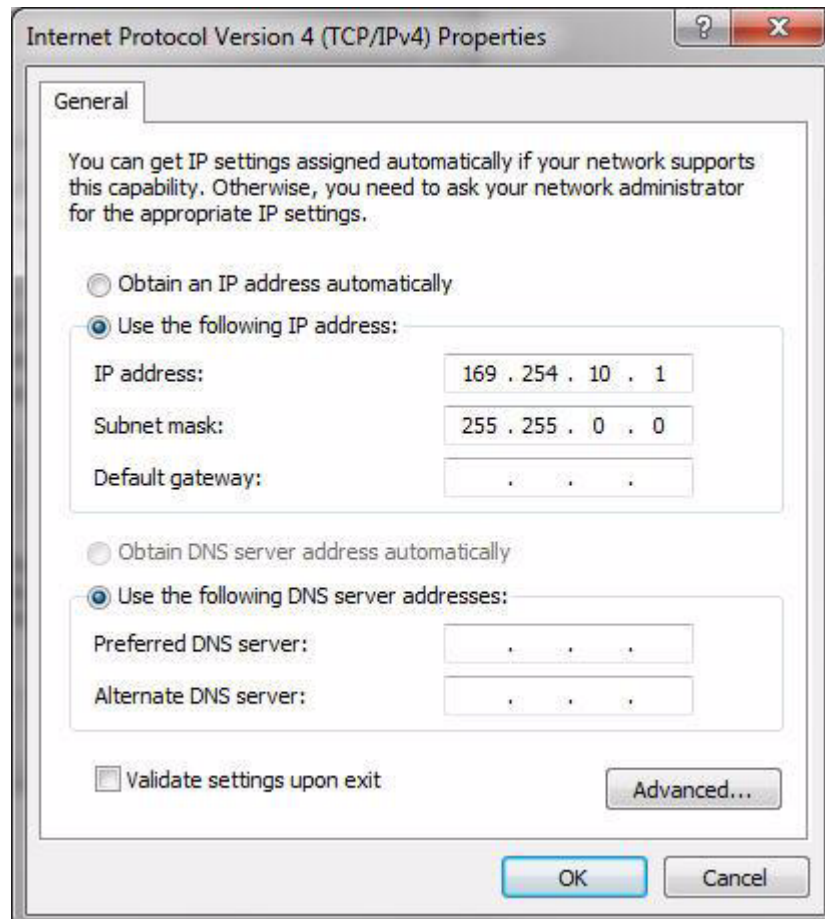 Internet Protocol Version 4 (TCP/IPv4) Properties
?
X
General
You can get IP settings assigned automatically if your network supports
this capability. Otherwise, you need to ask your network administrator
for the appropriate IP settings.
Obtain an IP address automatically
Use the following IP address:
IP address: 169 . 254 . 10 . 1
Subnet mask: 255 . 255 . 0 . 0
Default gateway: . . .
Obtain DNS server address automatically
Use the following DNS server addresses:
Preferred DNS server: . . .
Alternate DNS server: . . .
Validate settings upon exit
Advanced...
OK Cancel